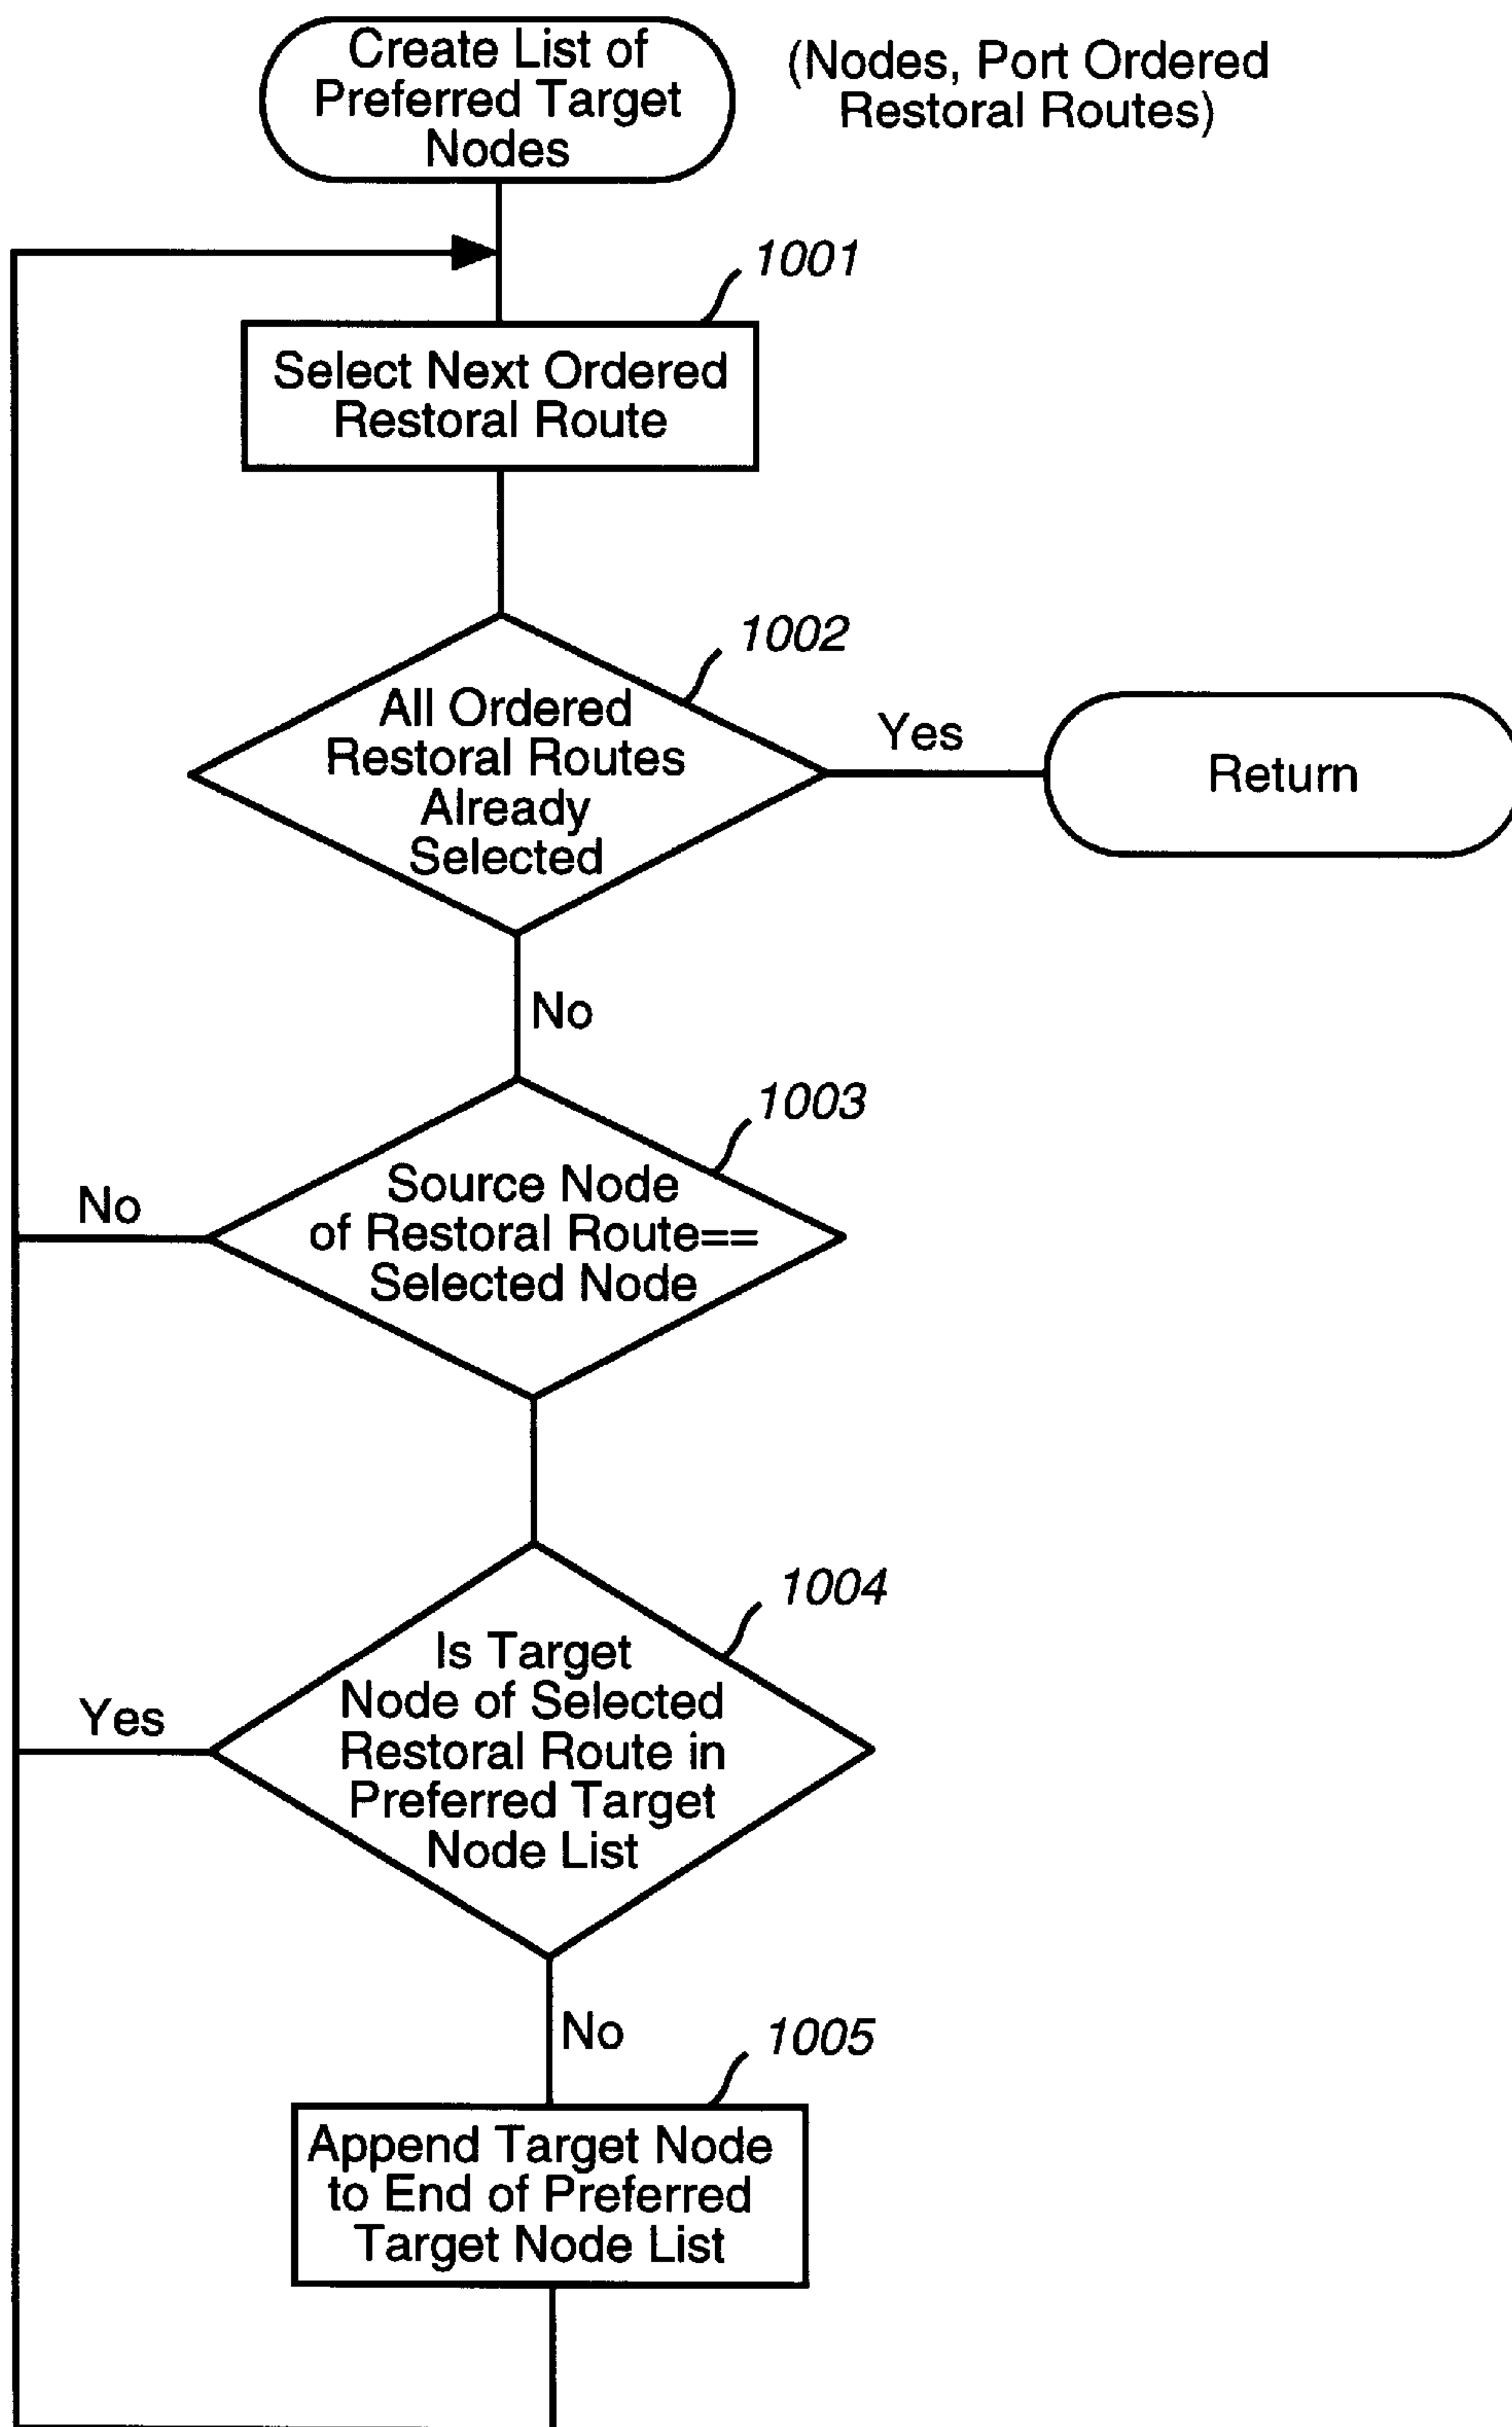 Create List of
Preferred Target
Nodes
(Nodes, Port Ordered
Restoral Routes)
1001
Select Next Ordered
Restoral Route
1002
All Ordered
Restoral Routes
Already
Selected
Yes
Return
No
1003
Source Node
of Restoral Route==
Selected Node
No
1004
Is Target
Node of Selected
Restoral Route in
Preferred Target
Node List
Yes
No
1005
Append Target Node
to End of Preferred
Target Node List